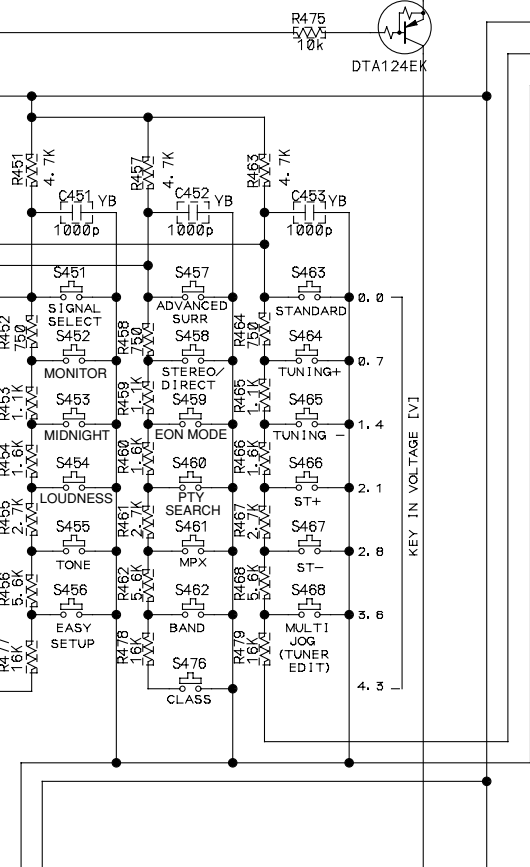 R475
10k
DTA124EK
R451
4.7K
R457
4.7K
R463
4.7K
C451 YB
1000p
C452 YB
1000p
C453 YB
1000p
S451
SIGNAL
SELECT
S457
ADVANCED
SURR
S463
STANDARD
0.0
R452
750
R458
750
R464
750
S452
MONITOR
S458
STEREO/
DIRECT
S464
TUNING+
0.7
R453
1.1K
R459
1.1K
R465
1.1K
S453
MIDNIGHT
S459
EON MODE
S465
TUNING -
1.4
R454
1.6K
R460
1.6K
R466
1.6K
S454
LOUDNESS
S460
PTY
SEARCH
S466
ST+
2.1
R455
2.7K
R461
2.7K
R467
2.7K
S455
TONE
S461
MPX
S467
ST-
2.8
R456
5.6K
R462
5.6K
R468
5.6K
S456
EASY
SETUP
S462
BAND
S468
MULTI
JOG
(TUNER
EDIT)
3.6
R477
16K
R478
16K
R479
16K
S476
CLASS
4.3
KEY IN VOLTAGE [V]